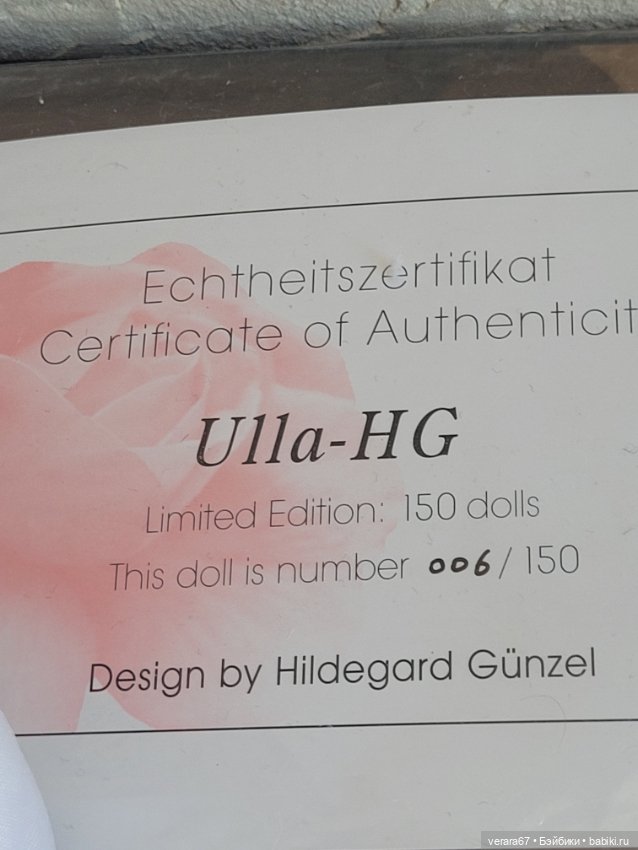 Echtheitszertifikat
Certificate of Authenticit
Ulla-HG
Limited Edition: 150 dolls
This doll is number 006/150
Design by Hildegard Günzel
verara67 • Бэйбики • babiki.ru